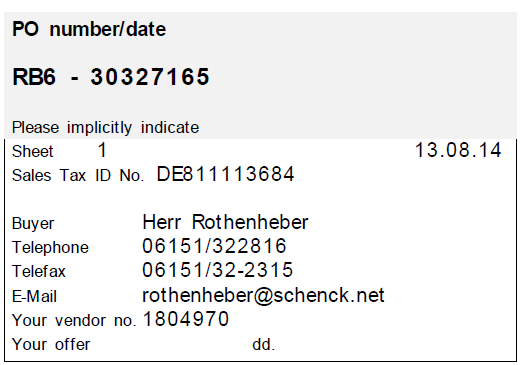 PO number/date
RB6 - 30327165
Please implicitly indicate
Sheet 1 13.08.14
Sales Tax ID No. DE811113684
Buyer Herr Rothenheber
Telephone 06151/322816
Telefax 06151/32-2315
E-Mail rothenheber@schenck.net
Your vendor no. 1804970
Your offer dd.